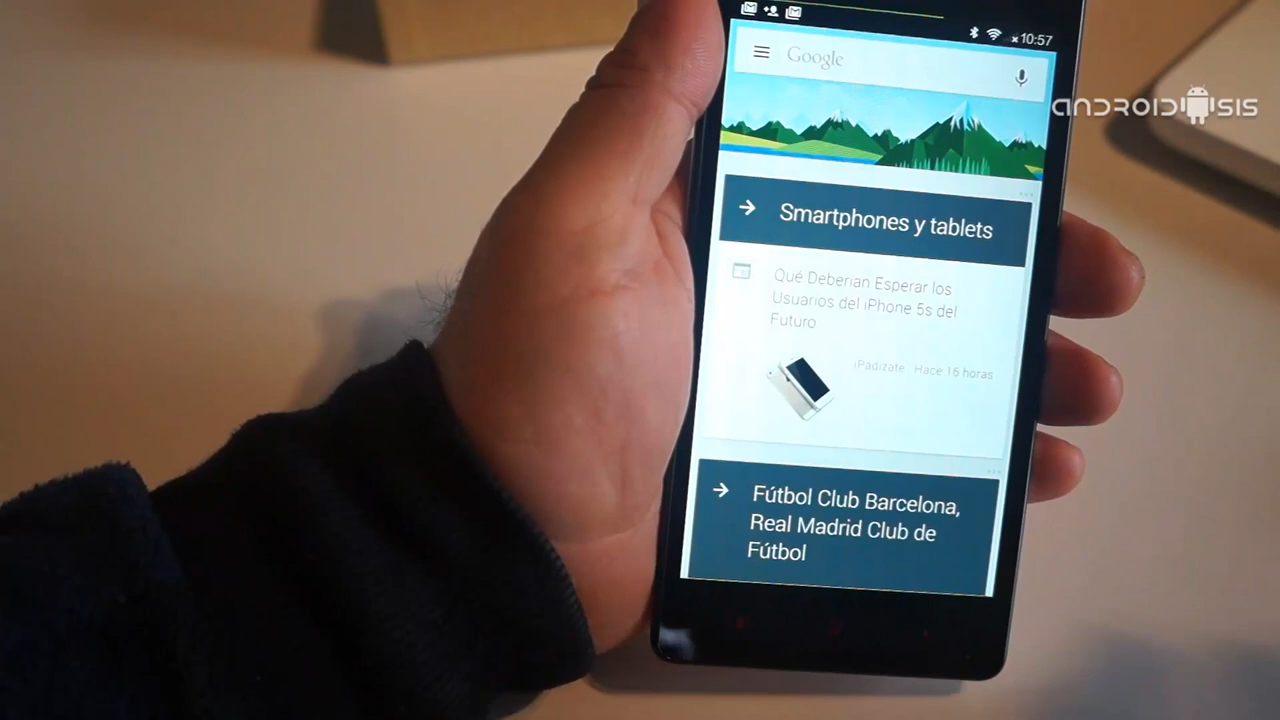 10:57
Google
ANDROIDSIS
Smartphones y tablets
Qué Deberían Esperar los
Usuarios del iPhone 5s del
Futuro
iPadizate Hace 16 horas
Fútbol Club Barcelona,
Real Madrid Club de
Fútbol